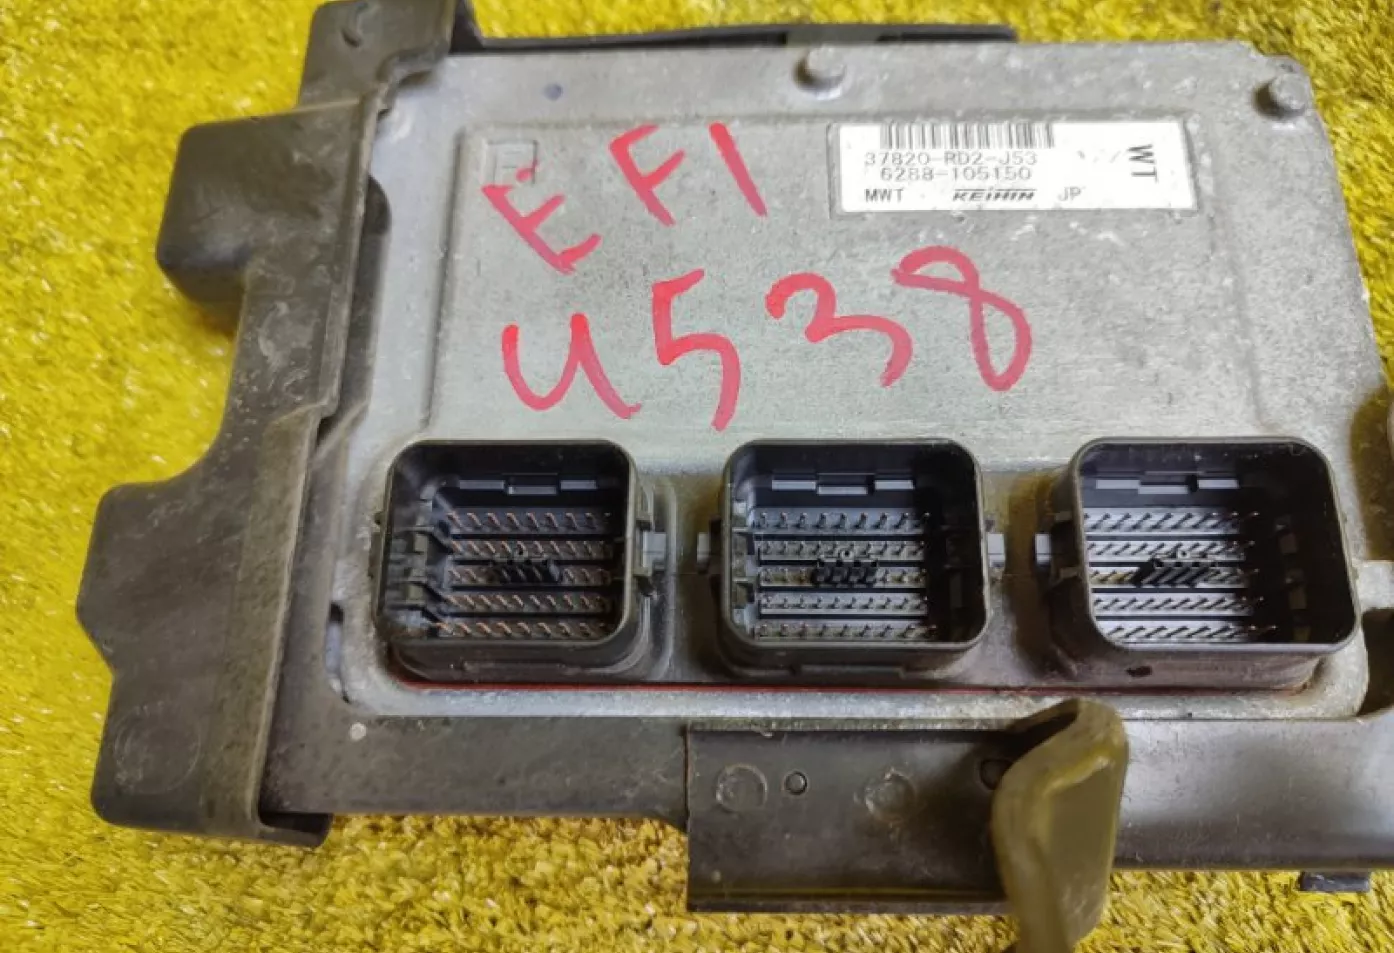 EFI
4538
37820-RD2-J53
6288-105150
MWT KEIHIN JP
WT